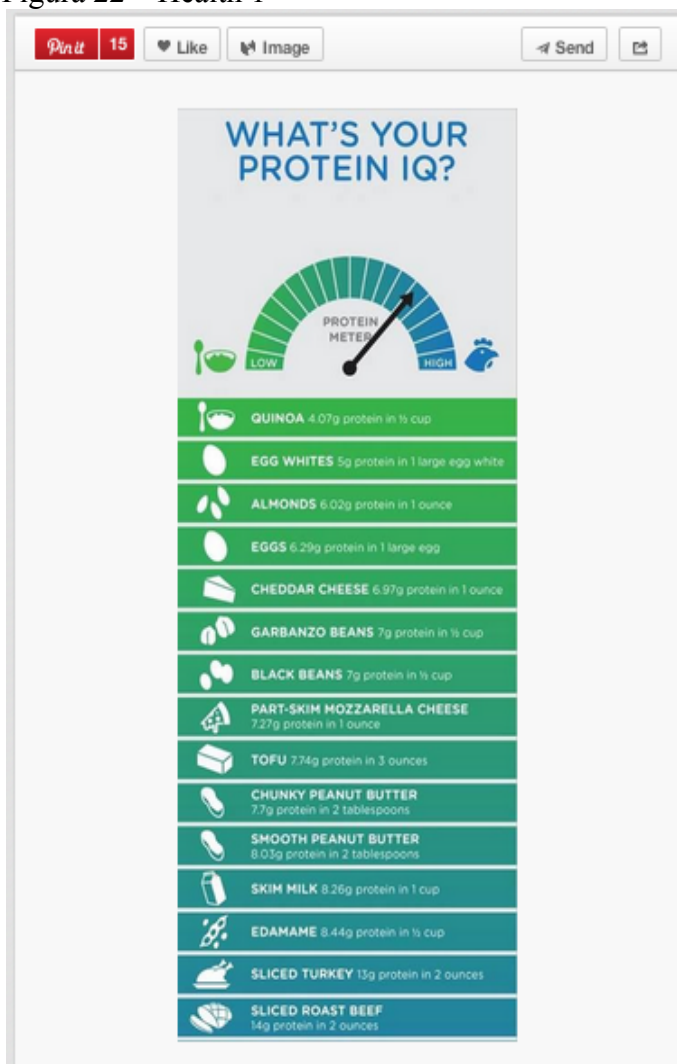 Figura 22 – Health 1
Pin it 15 Like Image Send
WHAT'S YOUR
PROTEIN IQ?
PROTEIN
METER
LOW HIGH
QUINOA 4.07g protein in ½ cup
EGG WHITES 5g protein in 1 large egg white
ALMONDS 6.02g protein in 1 ounce
EGGS 6.29g protein in 1 large egg
CHEDDAR CHEESE 6.97g protein in 1 ounce
GARBANZO BEANS 7g protein in ½ cup
BLACK BEANS 7g protein in ½ cup
PART-SKIM MOZZARELLA CHEESE
7.27g protein in 1 ounce
TOFU 7.74g protein in 3 ounces
CHUNKY PEANUT BUTTER
7.7g protein in 2 tablespoons
SMOOTH PEANUT BUTTER
8.03g protein in 2 tablespoons
SKIM MILK 8.26g protein in 1 cup
EDAMAME 8.44g protein in ½ cup
SLICED TURKEY 13g protein in 2 ounces
SLICED ROAST BEEF
14g protein in 2 ounces